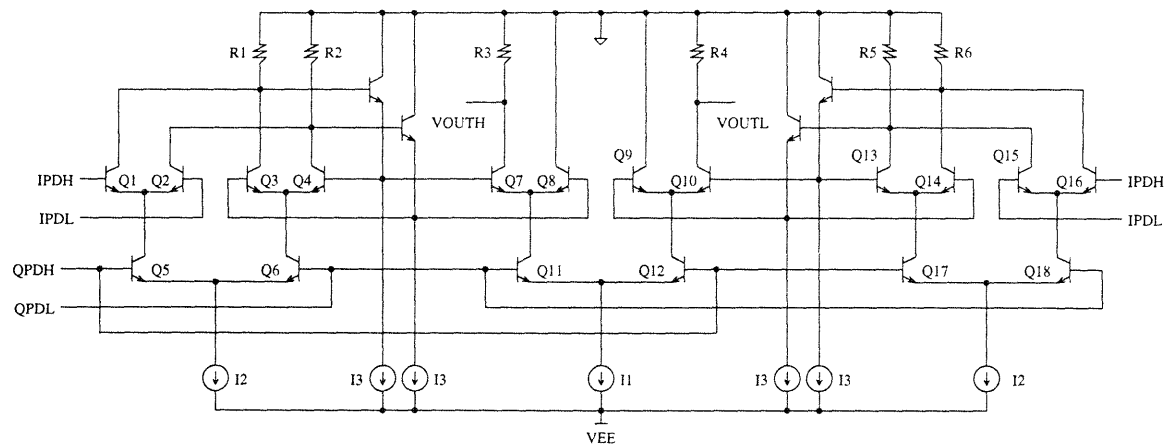 R1 R2 R3 R4 R5 R6
VOUTH VOUTL
Q9 Q13 Q15
IPDH Q1 Q2 Q3 Q4 Q7 Q8 Q10 Q14 Q16 IPDH
IPDL IPDL
QPDH Q5 Q6 Q11 Q12 Q17 Q18
QPDL
I2 I3 I3 I1 I3 I3 I2
VEE